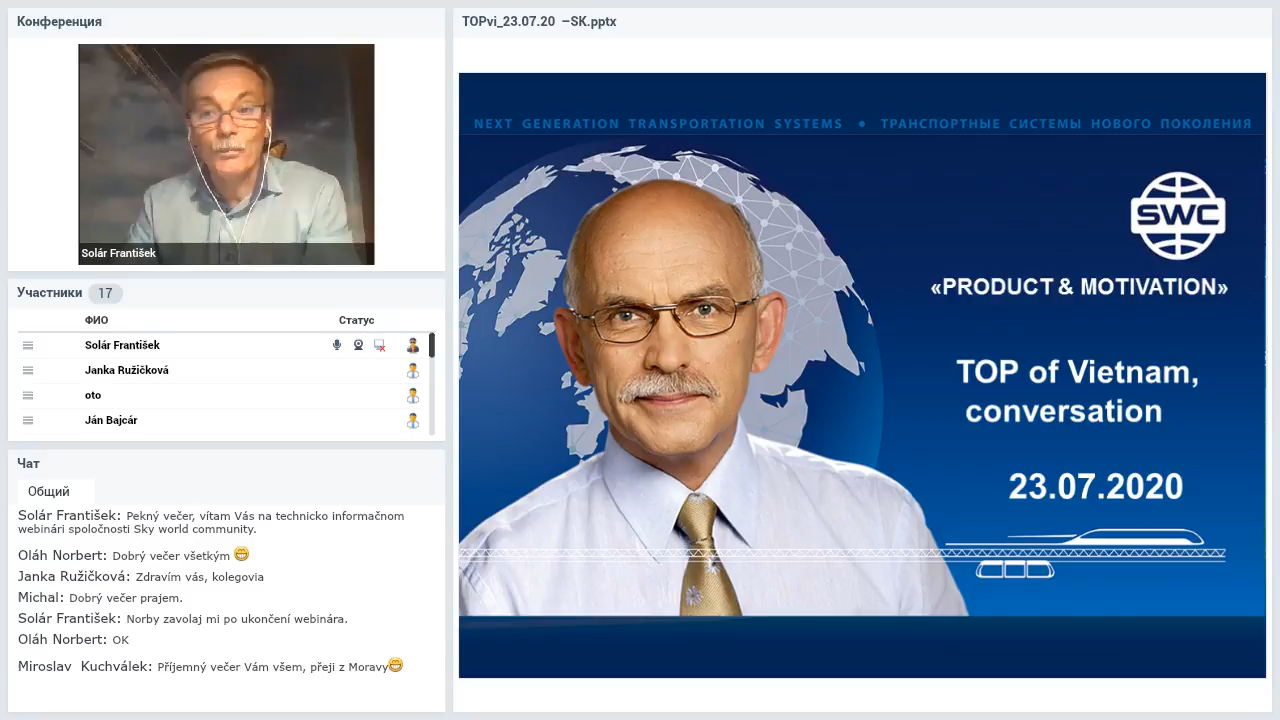 Конференция
Solár František
Участники 17
ФИО Статус
Solár František
Janka Ružičková
oto
Ján Bajcár
Чат
Общий
Solár František: Pekný večer, vítam Vás na technicko informačnom
webinári spoločnosti Sky world community.
Oláh Norbert: Dobrý večer všetkým
Janka Ružičková: Zdravím vás, kolegovia
Michal: Dobrý večer prajem.
Solár František: Norby zavolaj mi po ukončení webinára.
Oláh Norbert: OK
Miroslav Kuchválek: Příjemný večer Vám všem, přeji z Moravy
TOPvi_23.07.20 –SK.pptx
NEXT GENERATION TRANSPORTATION SYSTEMS • ТРАНСПОРТНЫЕ СИСТЕМЫ НОВОГО ПОКОЛЕНИЯ
SWC
«PRODUCT & MOTIVATION»
TOP of Vietnam,
conversation
23.07.2020